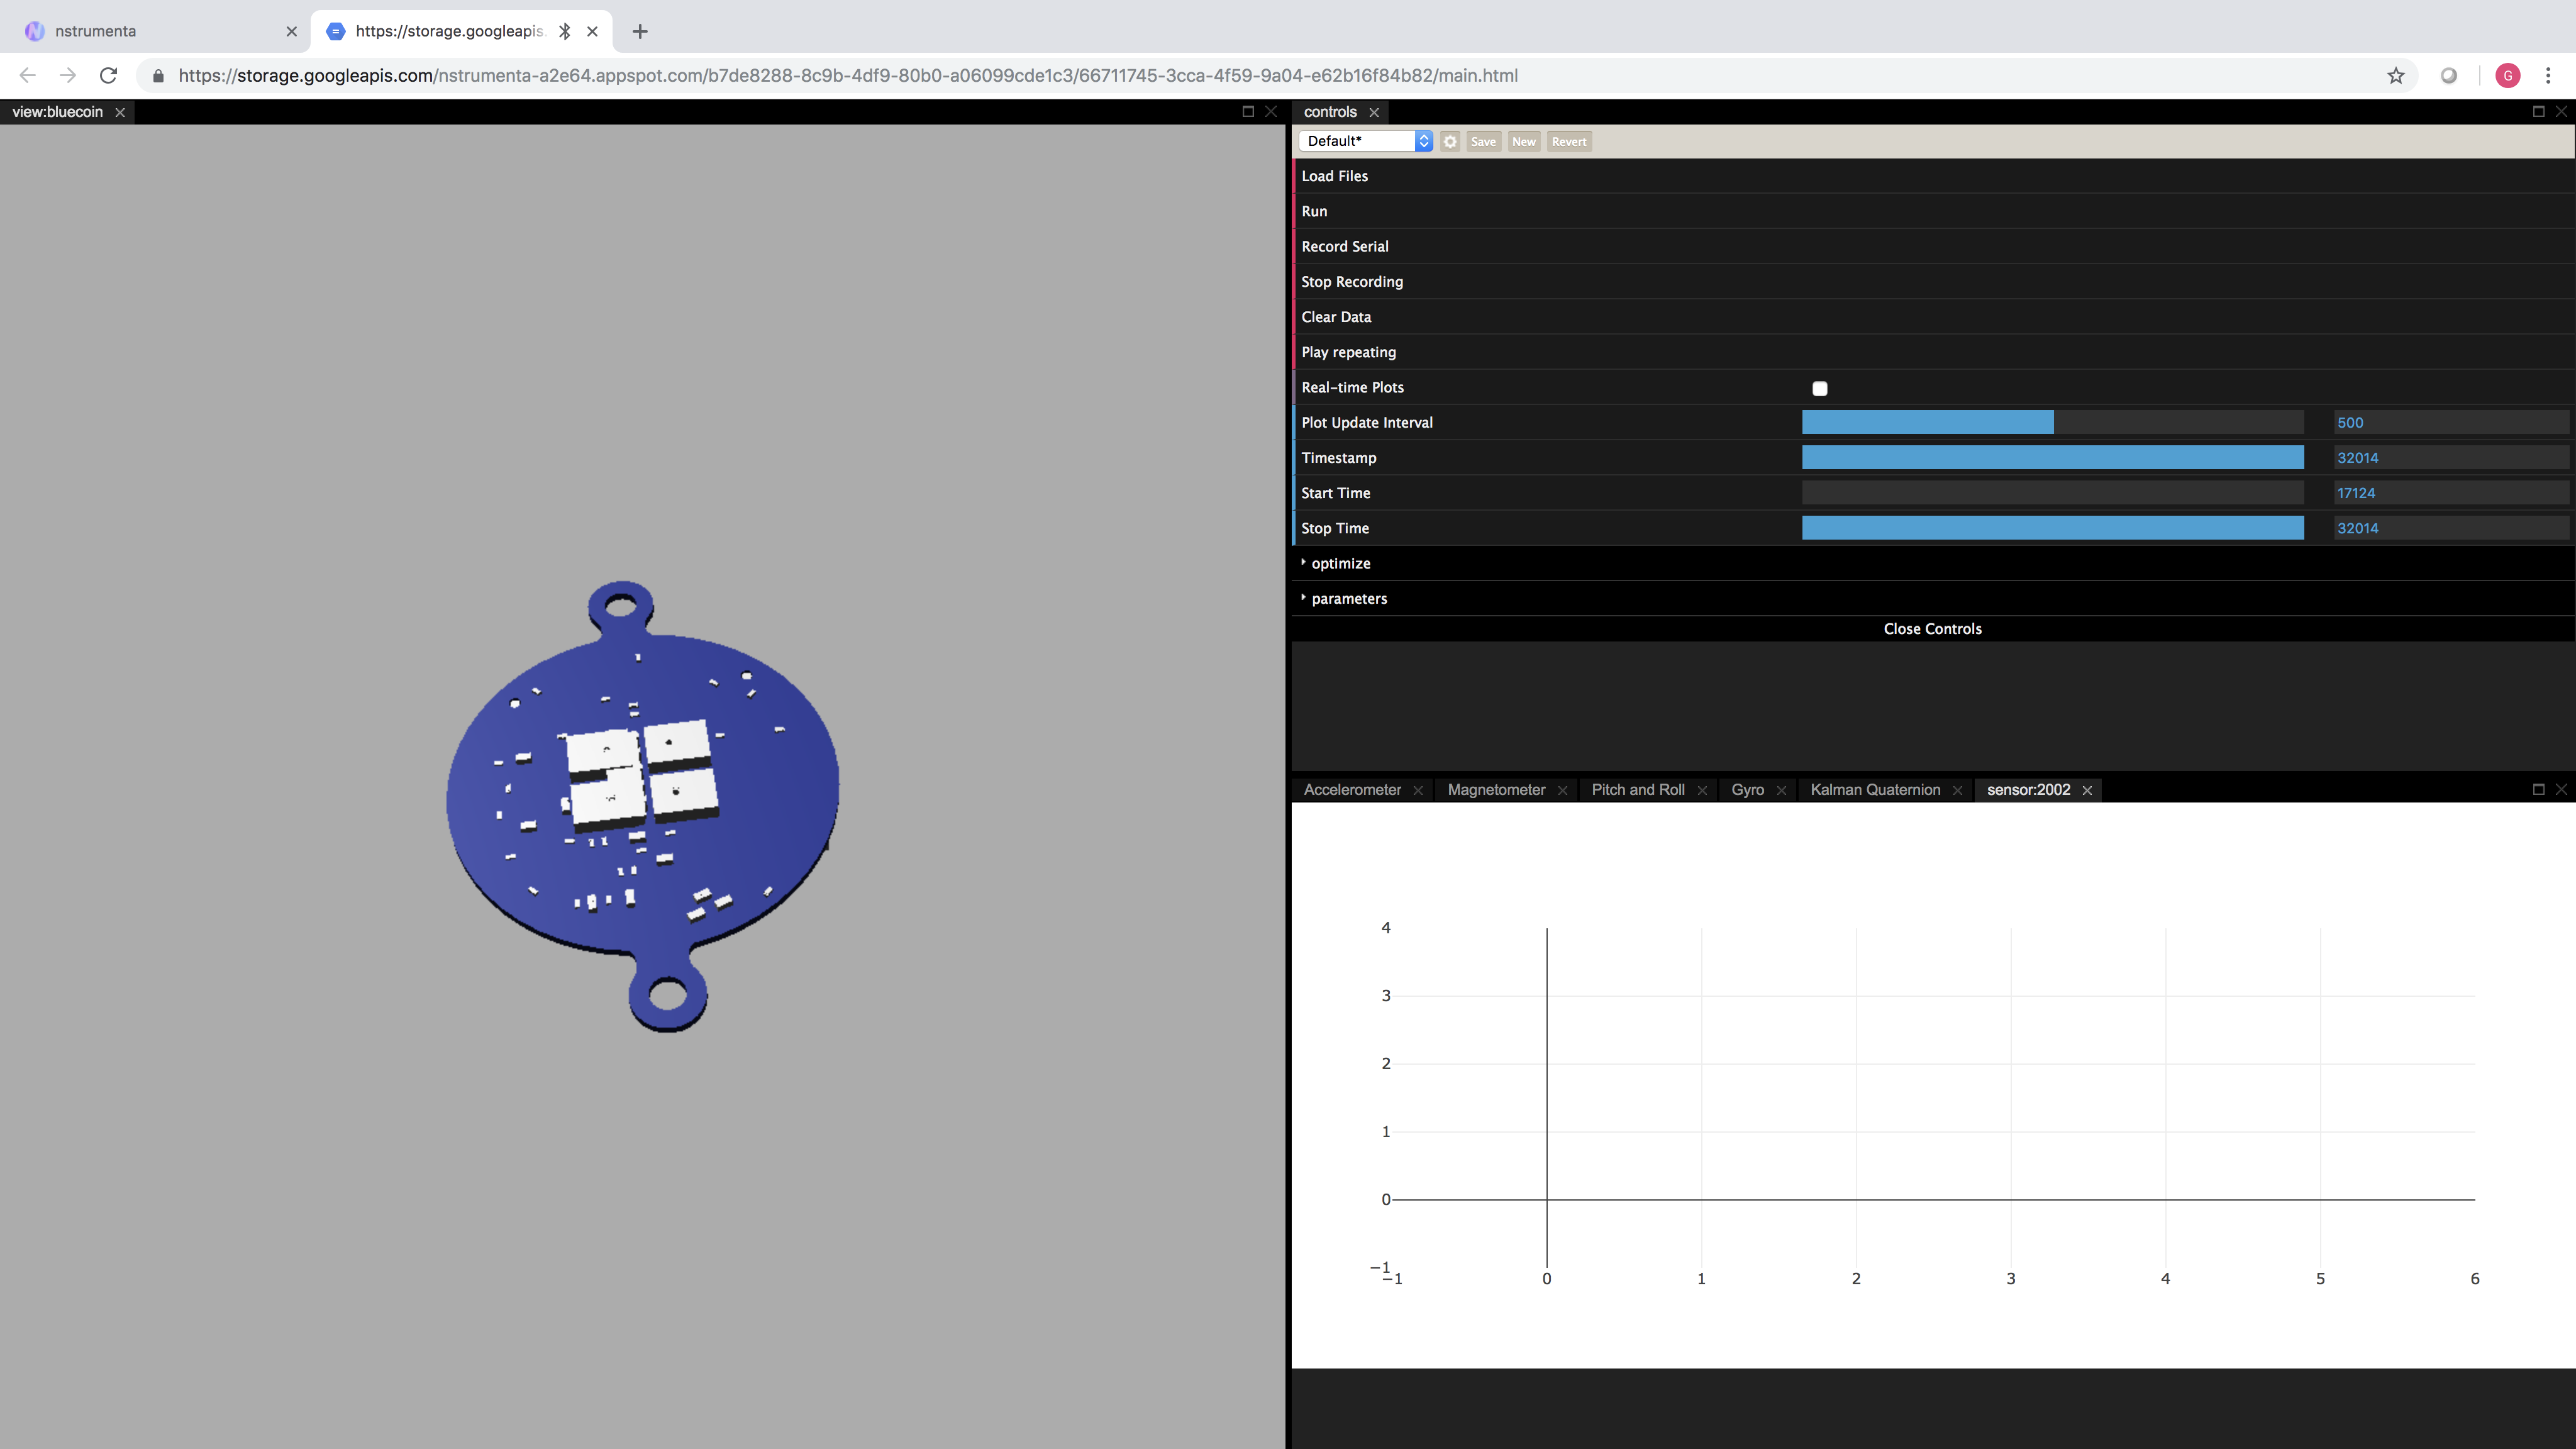 nstrumenta
https://storage.googleapis.
https://storage.googleapis.com/nstrumenta-a2e64.appspot.com/b7de8288-8c9b-4df9-80b0-a06099cde1c3/66711745-3cca-4f59-9a04-e62b16f84b82/main.html
G
view:bluecoin
controls
Default*
Save
New
Revert
Load Files
Run
Record Serial
Stop Recording
Clear Data
Play repeating
Real-time Plots
Plot Update Interval 500
Timestamp 32014
Start Time 17124
Stop Time 32014
optimize
parameters
Close Controls
Accelerometer
Magnetometer
Pitch and Roll
Gyro
Kalman Quaternion
sensor:2002
4
3
2
1
0
−1
−1 0 1 2 3 4 5 6